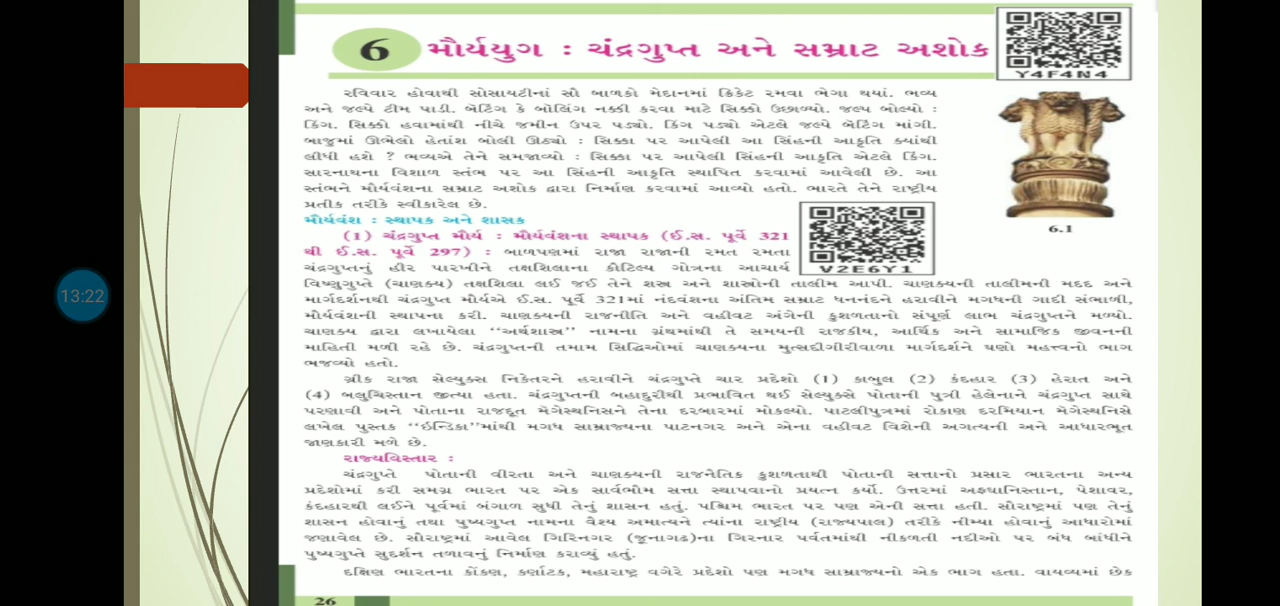 6 મૌર્યયુગ : ચંદ્રગુપ્ત અને સમ્રાટ અશોક
Y4F4N4
રવિવાર હોવાથી સોસાયટીનાં સૌ બાળકો મેદાનમાં ક્રિકેટ રમવા ભેગા થયાં. ભવ્ય
અને જલ્પે ટીમ પાડી. બેટિંગ કે બોલિંગ નક્કી કરવા માટે સિક્કો ઉછાળ્યો. જલ્પ બોલ્યો :
કિંગ. સિક્કો હવામાંથી નીચે જમીન ઉપર પડ્યો. કિંગ પડ્યો એટલે જલ્પે બેટિંગ માંગી.
બાજુમાં ઊભેલો હેતાંશ બોલી ઊઠ્યો : સિક્કા પર આપેલી આ સિંહની આકૃતિ ક્યાંથી
લીધી હશે ? ભવ્યએ તેને સમજાવ્યો : સિક્કા પર આપેલી સિંહની આકૃતિ એટલે કિંગ.
સારનાથના વિશાળ સ્તંભ પર આ સિંહની આકૃતિ સ્થાપિત કરવામાં આવેલી છે. આ
સ્તંભને મૌર્યવંશના સમ્રાટ અશોક દ્વારા નિર્માણ કરવામાં આવ્યો હતો. ભારતે તેને રાષ્ટ્રીય
પ્રતીક તરીકે સ્વીકારેલ છે.
6.1
મૌર્યવંશ : સ્થાપક અને શાસક
(1) ચંદ્રગુપ્ત મૌર્ય : મૌર્યવંશના સ્થાપક (ઈ.સ. પૂર્વે 321
થી ઈ.સ. પૂર્વે 297) : બાળપણમાં રાજા રાજાની રમત રમતા
ચંદ્રગુપ્તનું હીર પારખીને તક્ષશિલાના કૌટિલ્ય ગોત્રના આચાર્ય
V2E6Y1
વિષ્ણુગુપ્તે (ચાણક્ય) તક્ષશિલા લઈ જઈ તેને શસ્ત્ર અને શાસ્ત્રોની તાલીમ આપી. ચાણક્યની તાલીમની મદદ અને
માર્ગદર્શનથી ચંદ્રગુપ્ત મૌર્યએ ઈ.સ. પૂર્વે 321માં નંદવંશના અંતિમ સમ્રાટ ધનનંદને હરાવીને મગધની ગાદી સંભાળી,
મૌર્યવંશની સ્થાપના કરી. ચાણક્યની રાજનીતિ અને વહીવટ અંગેની કુશળતાનો સંપૂર્ણ લાભ ચંદ્રગુપ્તને મળ્યો.
ચાણક્ય દ્વારા લખાયેલા “અર્થશાસ્ત્ર” નામના ગ્રંથમાંથી તે સમયની રાજકીય, આર્થિક અને સામાજિક જીવનની
માહિતી મળી રહે છે. ચંદ્રગુપ્તની તમામ સિદ્ધિઓમાં ચાણક્યના મુત્સદ્દીગીરીવાળા માર્ગદર્શને ઘણો મહત્ત્વનો ભાગ
ભજવ્યો હતો.
ગ્રીક રાજા સેલ્યુક્સ નિકેતરને હરાવીને ચંદ્રગુપ્તે ચાર પ્રદેશો (1) કાબુલ (2) કંદહાર (3) હેરાત અને
(4) બલુચિસ્તાન જીત્યા હતા. ચંદ્રગુપ્તની બહાદુરીથી પ્રભાવિત થઈ સેલ્યુક્સે પોતાની પુત્રી હેલેનાને ચંદ્રગુપ્ત સાથે
પરણાવી અને પોતાના રાજદૂત મેગેસ્થનિસને તેના દરબારમાં મોકલ્યો. પાટલીપુત્રમાં રોકાણ દરમિયાન મેગેસ્થનિસે
લખેલ પુસ્તક “ઇન્ડિકા”માંથી મગધ સામ્રાજ્યના પાટનગર અને એના વહીવટ વિશેની અગત્યની અને આધારભૂત
જાણકારી મળે છે.
રાજ્યવિસ્તાર :
ચંદ્રગુપ્તે પોતાની વીરતા અને ચાણક્યની રાજનૈતિક કુશળતાથી પોતાની સત્તાનો પ્રસાર ભારતના અન્ય
પ્રદેશોમાં કરી સમગ્ર ભારત પર એક સાર્વભૌમ સત્તા સ્થાપવાનો પ્રયત્ન કર્યો. ઉત્તરમાં અફઘાનિસ્તાન, પેશાવર,
કંદહારથી લઈને પૂર્વમાં બંગાળ સુધી તેનું શાસન હતું. પશ્ચિમ ભારત પર પણ એની સત્તા હતી. સૌરાષ્ટ્રમાં પણ તેનું
શાસન હોવાનું તથા પુષ્યગુપ્ત નામના વૈશ્ય અમાત્યને ત્યાંના રાષ્ટ્રીય (રાજ્યપાલ) તરીકે નીમ્યા હોવાનું આધારોમાં
જણાવેલ છે. સૌરાષ્ટ્રમાં આવેલ ગિરિનગર (જૂનાગઢ)ના ગિરનાર પર્વતમાંથી નીકળતી નદીઓ પર બંધ બાંધીને
પુષ્યગુપ્તે સુદર્શન તળાવનું નિર્માણ કરાવ્યું હતું.
દક્ષિણ ભારતના કોંકણ, કર્ણાટક, મહારાષ્ટ્ર વગેરે પ્રદેશો પણ મગધ સામ્રાજ્યનો એક ભાગ હતા. વાયવ્યમાં છેક
26
13:22